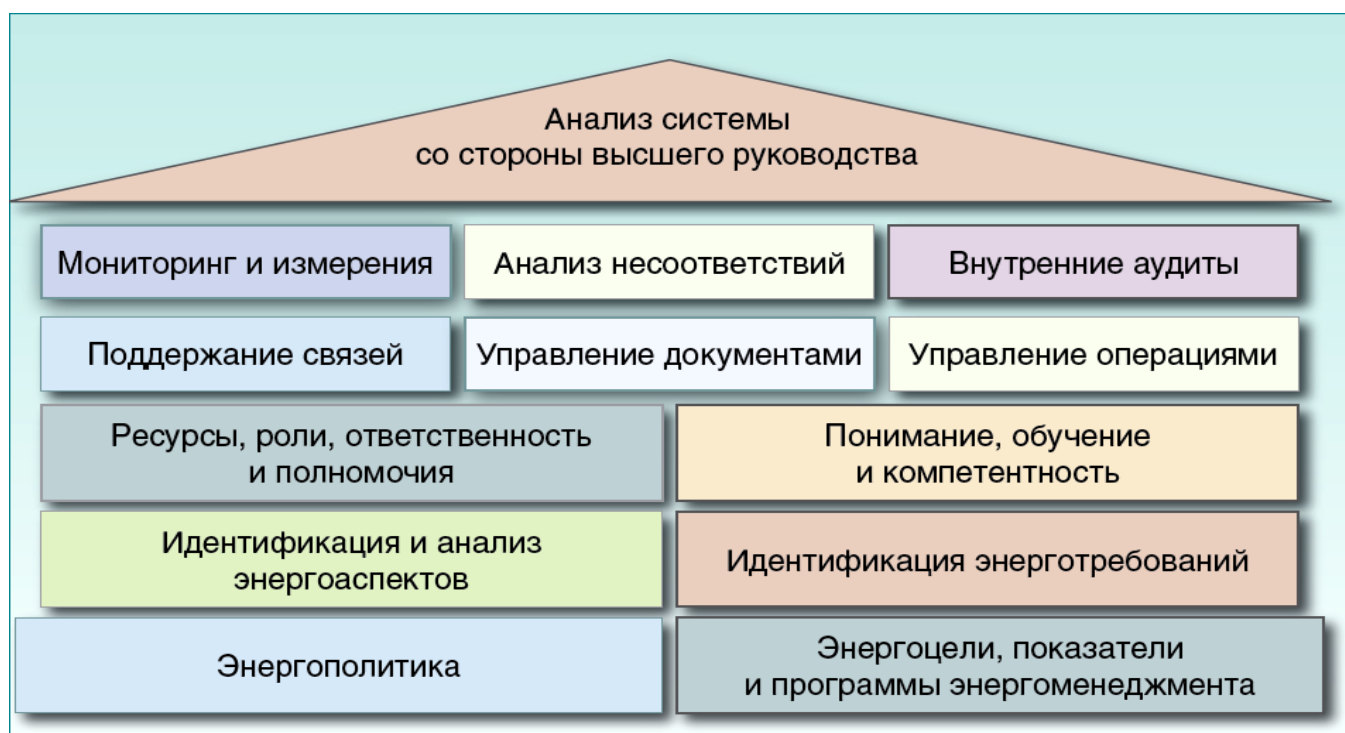 Анализ системы
со стороны высшего руководства
Мониторинг и измерения
Анализ несоответствий
Внутренние аудиты
Поддержание связей
Управление документами
Управление операциями
Ресурсы, роли, ответственность
и полномочия
Понимание, обучение
и компетентность
Идентификация и анализ
энергоаспектов
Идентификация энерготребований
Энергополитика
Энергоцели, показатели
и программы энергоменеджмента